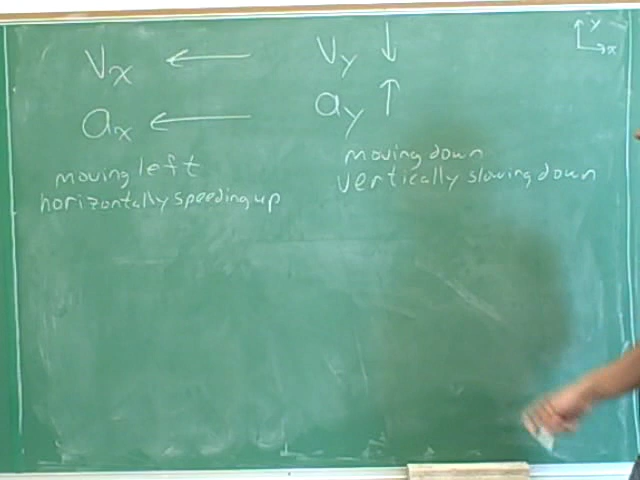 Vx ← Vy ↓
ax ← ay ↑
moving left
horizontally speeding up
moving down
vertically slowing down
y
x